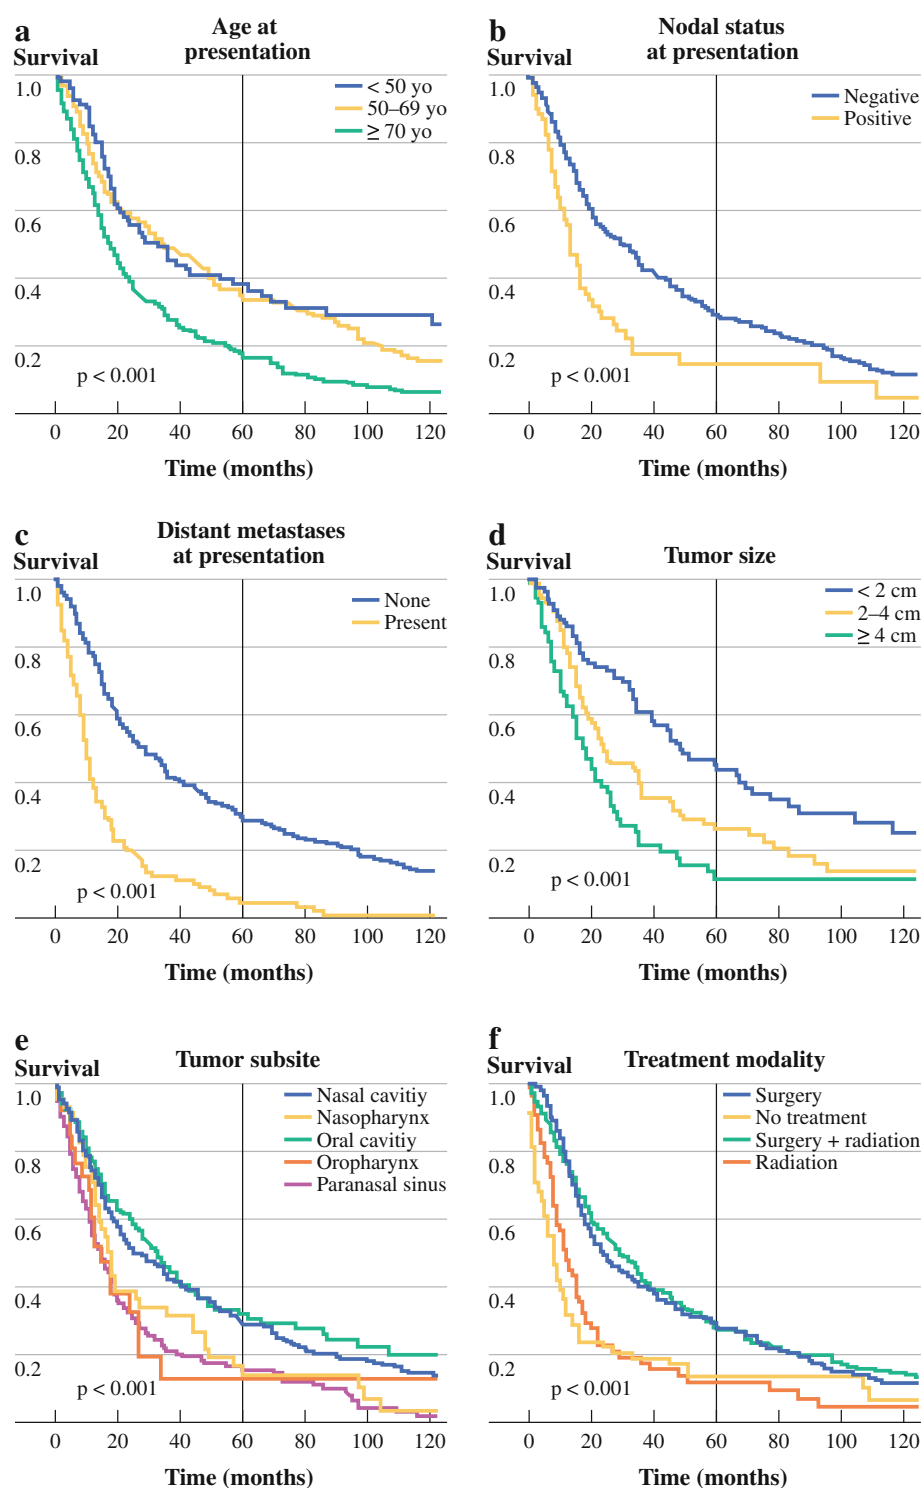 a
Age at
presentation
Survival
1.0
0.8
0.6
0.4
0.2
< 50 yo
50–69 yo
≥ 70 yo
p < 0.001
0 20 40 60 80 100 120
Time (months)
b
Nodal status
at presentation
Survival
1.0
0.8
0.6
0.4
0.2
Negative
Positive
p < 0.001
0 20 40 60 80 100 120
Time (months)
c
Distant metastases
at presentation
Survival
1.0
0.8
0.6
0.4
0.2
None
Present
p < 0.001
0 20 40 60 80 100 120
Time (months)
d
Tumor size
Survival
1.0
0.8
0.6
0.4
0.2
< 2 cm
2–4 cm
≥ 4 cm
p < 0.001
0 20 40 60 80 100 120
Time (months)
e
Tumor subsite
Survival
1.0
0.8
0.6
0.4
0.2
Nasal cavitiy
Nasopharynx
Oral cavitiy
Oropharynx
Paranasal sinus
p < 0.001
0 20 40 60 80 100 120
Time (months)
f
Treatment modality
Survival
1.0
0.8
0.6
0.4
0.2
Surgery
No treatment
Surgery + radiation
Radiation
p < 0.001
0 20 40 60 80 100 120
Time (months)